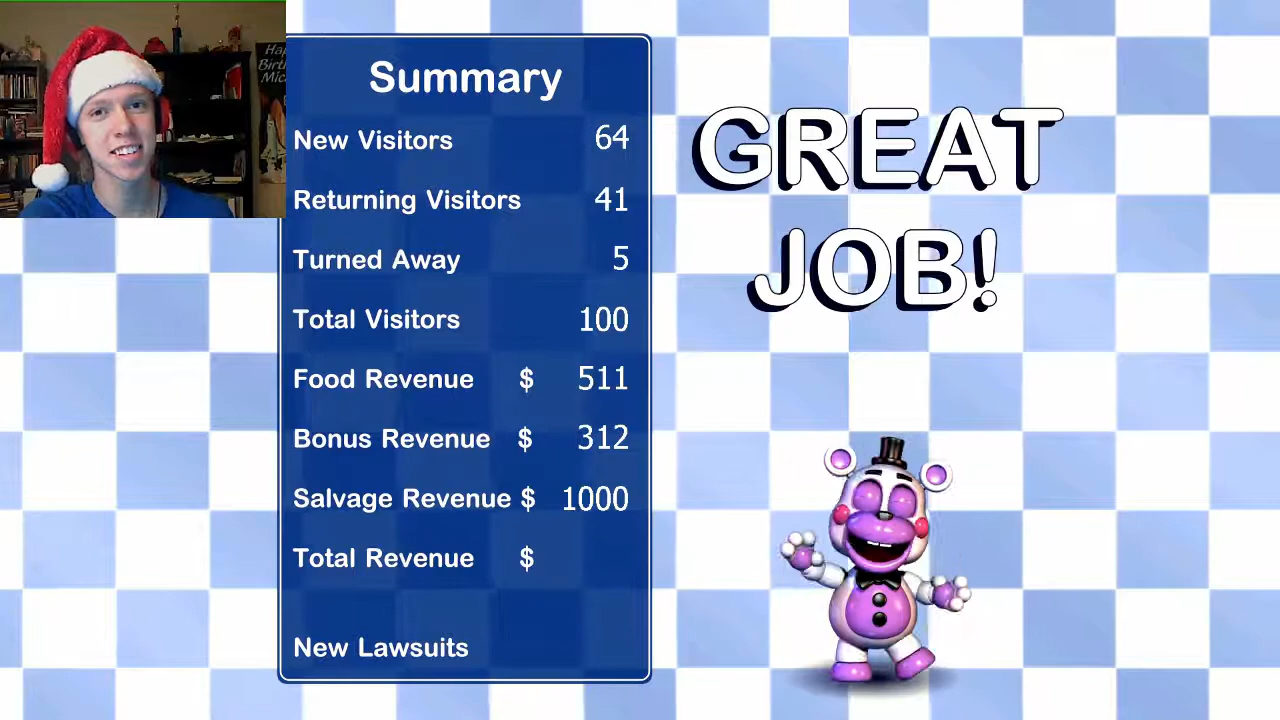 Summary
New Visitors 64
Returning Visitors 41
Turned Away 5
Total Visitors 100
Food Revenue $ 511
Bonus Revenue $ 312
Salvage Revenue $ 1000
Total Revenue $
New Lawsuits
GREAT
JOB!